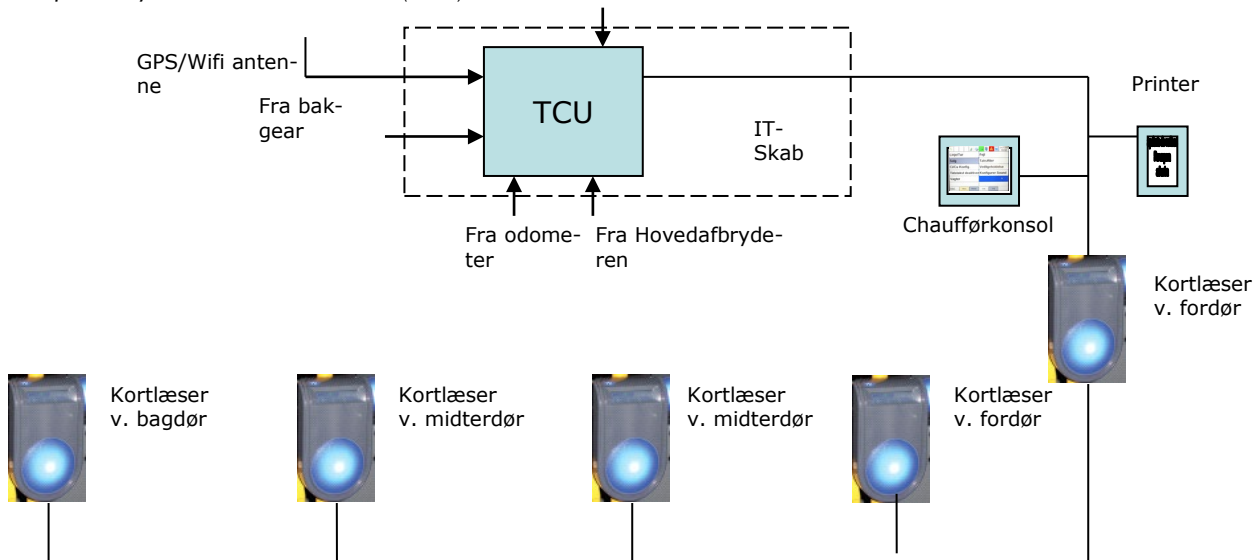 GPS/Wifi anten-
ne
Fra bak-
gear
TCU
IT-
Skab
Printer
Chaufførkonsol
Fra odome-
ter
Fra Hovedafbryde-
ren
Kortlæser
v. fordør
Kortlæser
v. bagdør
Kortlæser
v. midterdør
Kortlæser
v. midterdør
Kortlæser
v. fordør